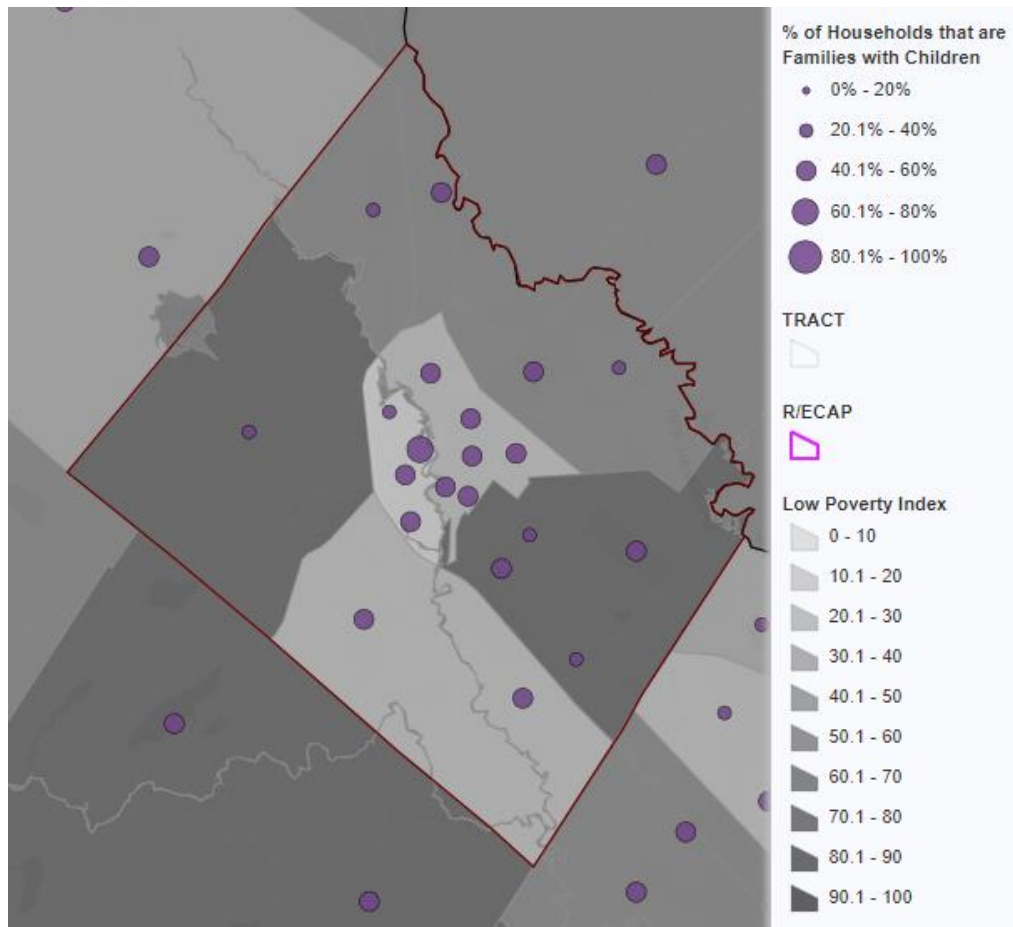 % of Households that are
Families with Children
0% - 20%
20.1% - 40%
40.1% - 60%
60.1% - 80%
80.1% - 100%
TRACT
R/ECAP
Low Poverty Index
0 - 10
10.1 - 20
20.1 - 30
30.1 - 40
40.1 - 50
50.1 - 60
60.1 - 70
70.1 - 80
80.1 - 90
90.1 - 100